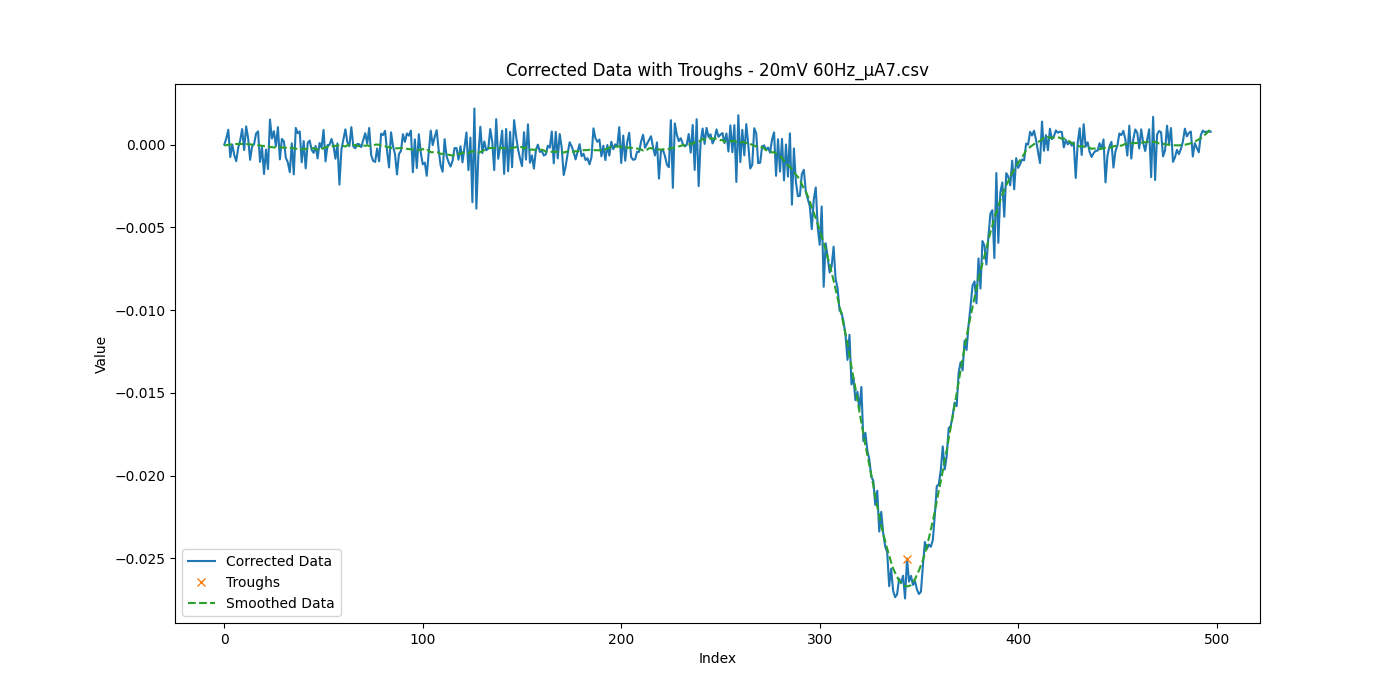 Corrected Data with Troughs - 20mV 60Hz_µA7.csv
0.000
−0.005
−0.010
−0.015
−0.020
−0.025
Value
Corrected Data
Troughs
Smoothed Data
0 100 200 300 400 500
Index